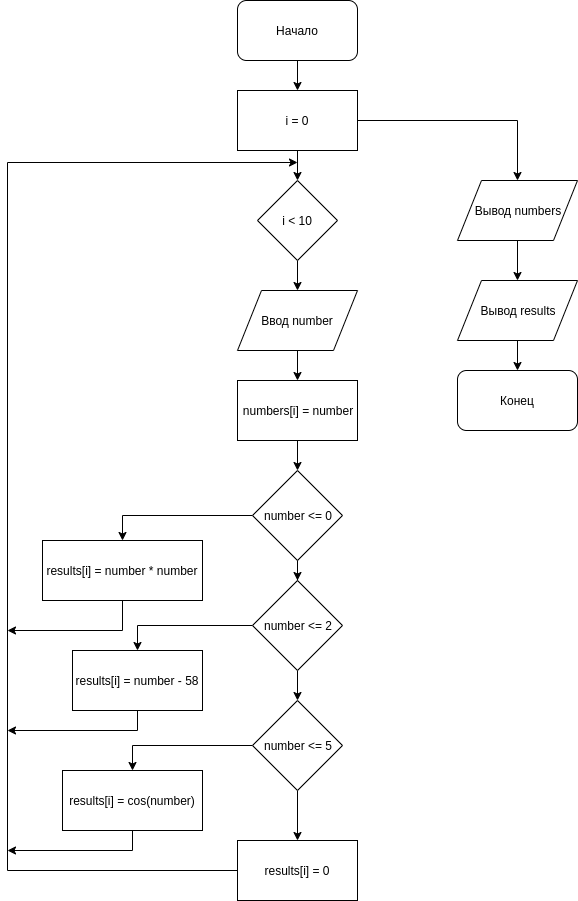 Начало
i = 0
i < 10
Ввод number
numbers[i] = number
number <= 0
results[i] = number * number
number <= 2
results[i] = number - 58
number <= 5
results[i] = cos(number)
results[i] = 0
Вывод numbers
Вывод results
Конец